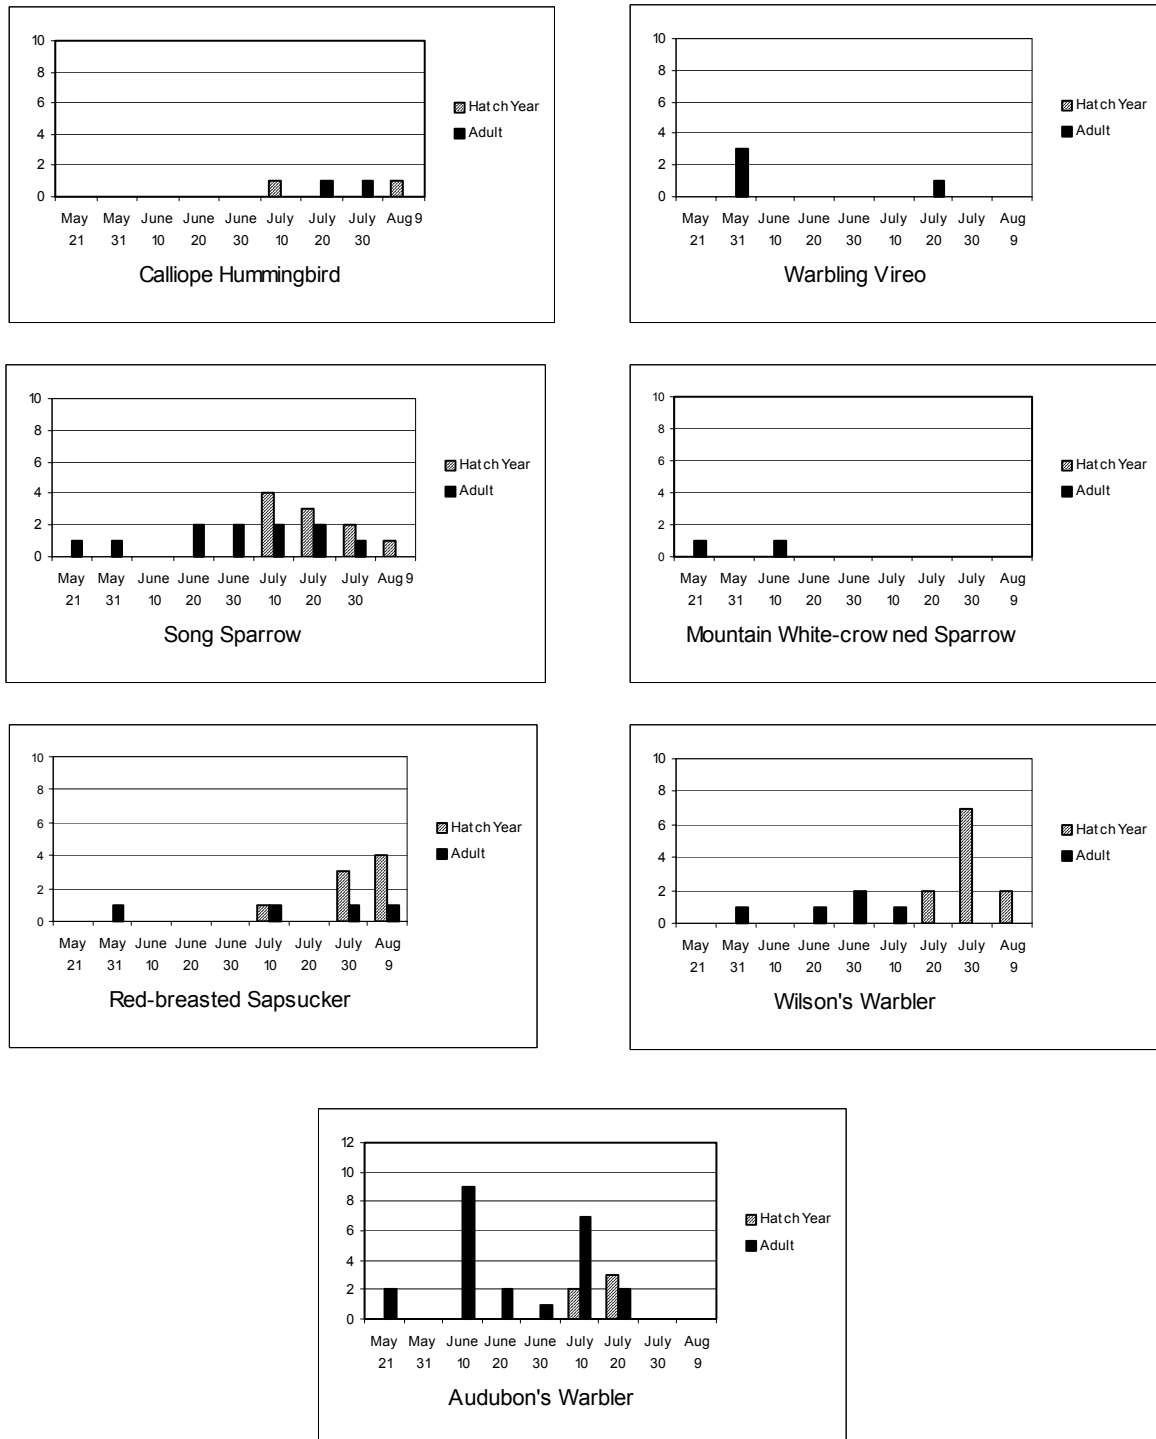 10
8
6
4
2
0
May May June June June July July July Aug 9
21 31 10 20 30 10 20 30
Calliope Hummingbird
Hatch Year
Adult
10
8
6
4
2
0
May May June June June July July July Aug
21 31 10 20 30 10 20 30 9
Warbling Vireo
Hatch Year
Adult
10
8
6
4
2
0
May May June June June July July July Aug 9
21 31 10 20 30 10 20 30
Song Sparrow
Hatch Year
Adult
10
8
6
4
2
0
May May June June June July July July Aug
21 31 10 20 30 10 20 30 9
Mountain White-crowned Sparrow
Hatch Year
Adult
10
8
6
4
2
0
May May June June June July July July Aug
21 31 10 20 30 10 20 30 9
Red-breasted Sapsucker
Hatch Year
Adult
10
8
6
4
2
0
May May June June June July July July Aug
21 31 10 20 30 10 20 30 9
Wilson's Warbler
Hatch Year
Adult
12
10
8
6
4
2
0
May May June June June July July July Aug
21 31 10 20 30 10 20 30 9
Audubon's Warbler
Hatch Year
Adult